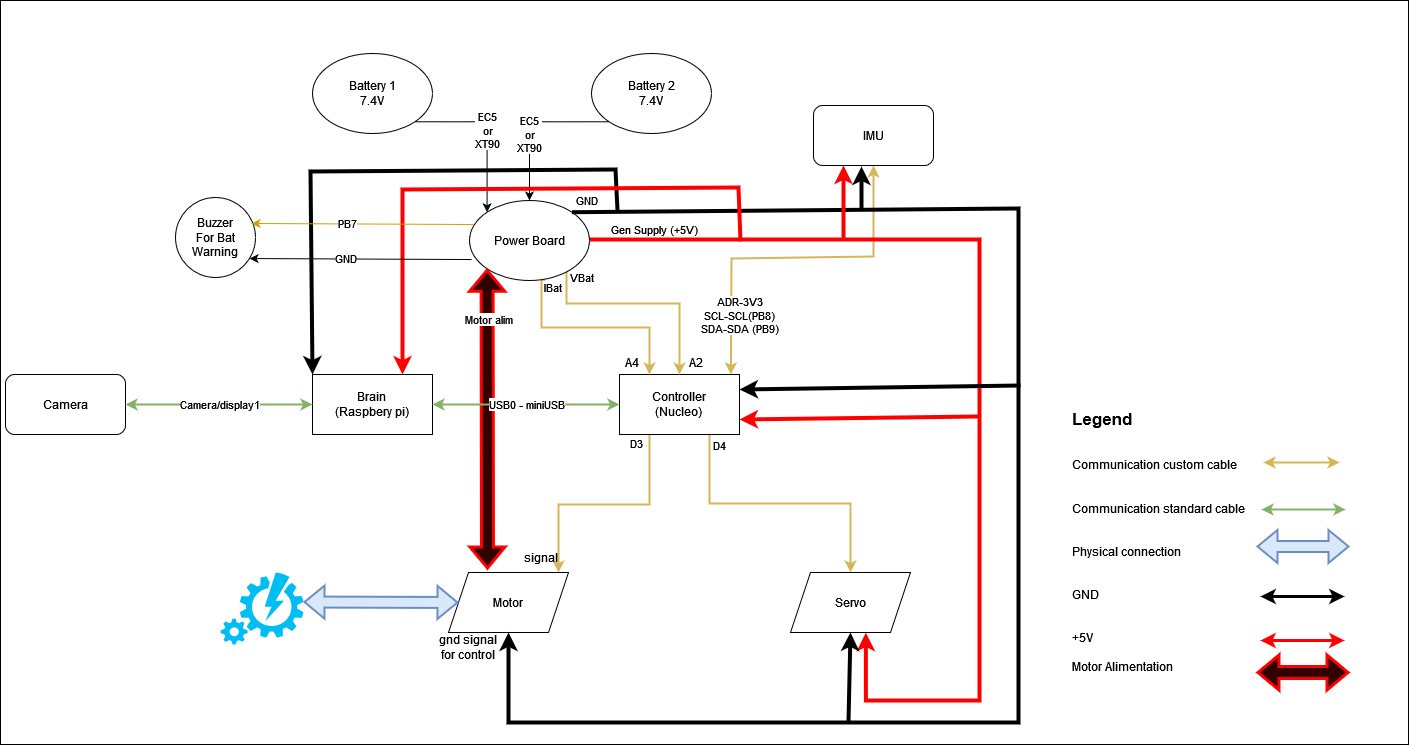 Battery 1
7.4V
Battery 2
7.4V
EC5
or
XT90
EC5
or
XT90
IMU
GND
Buzzer
For Bat
Warning
PB7
GND
Power Board
Gen Supply (+5V)
IBat
VBat
Motor alim
ADR-3V3
SCL-SCL(PB8)
SDA-SDA (PB9)
A4
A2
Camera
Camera/display1
Brain
(Raspbery pi)
USB0 - miniUSB
Controller
(Nucleo)
D3
D4
signal
Motor
gnd signal
for control
Servo
Legend
Communication custom cable
Communication standard cable
Physical connection
GND
+5V
Motor Alimentation